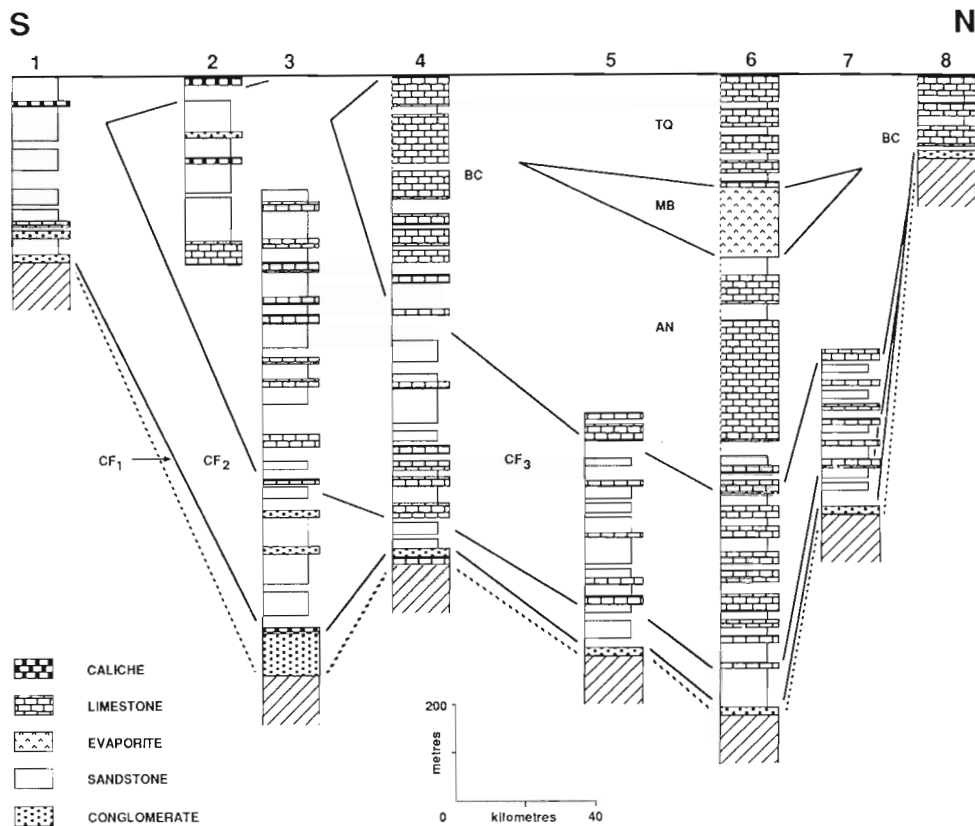 S N
1 2 3 4 5 6 7 8
TQ
BC
BC
MB
AN
CF1 CF2 CF3
CALICHE
LIMESTONE
EVAPORITE
SANDSTONE
CONGLOMERATE
200
metres
0 kilometres 40